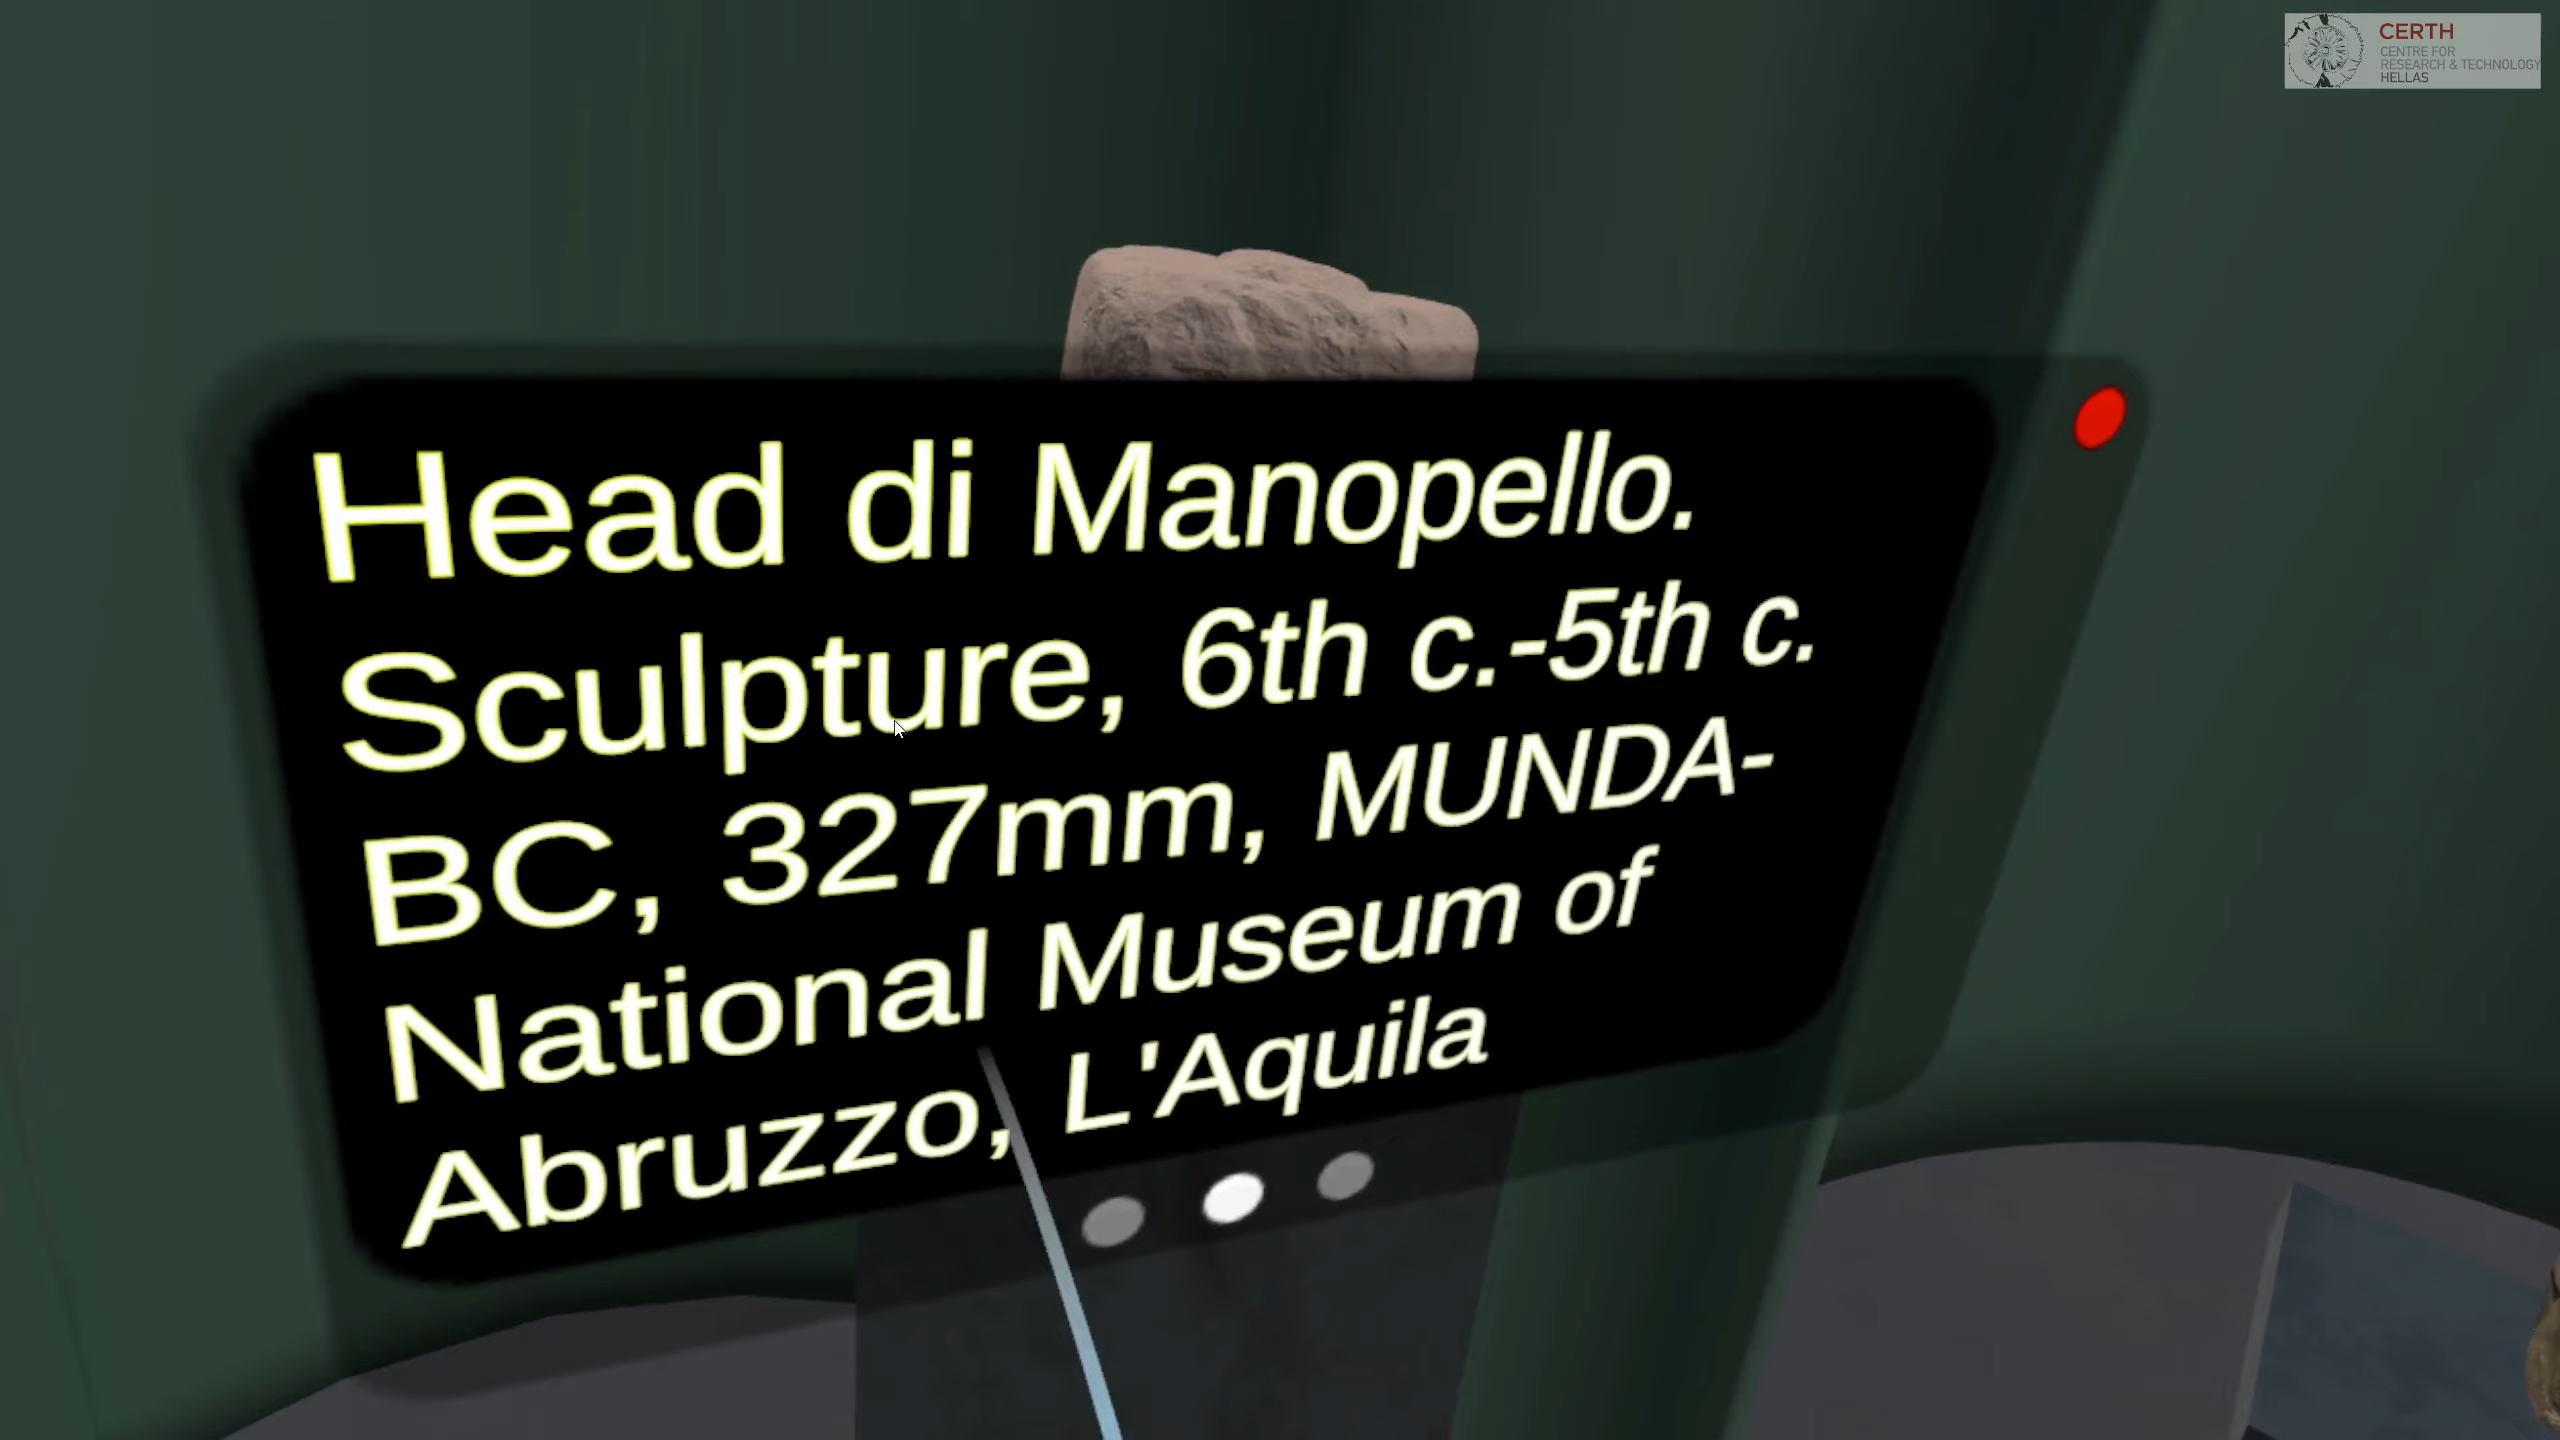 CERTH
CENTRE FOR
RESEARCH & TECHNOLOGY
HELLAS
Head di Manopello.
Sculpture, 6th c.-5th c.
BC, 327mm, MUNDA-
National Museum of
Abruzzo, L'Aquila